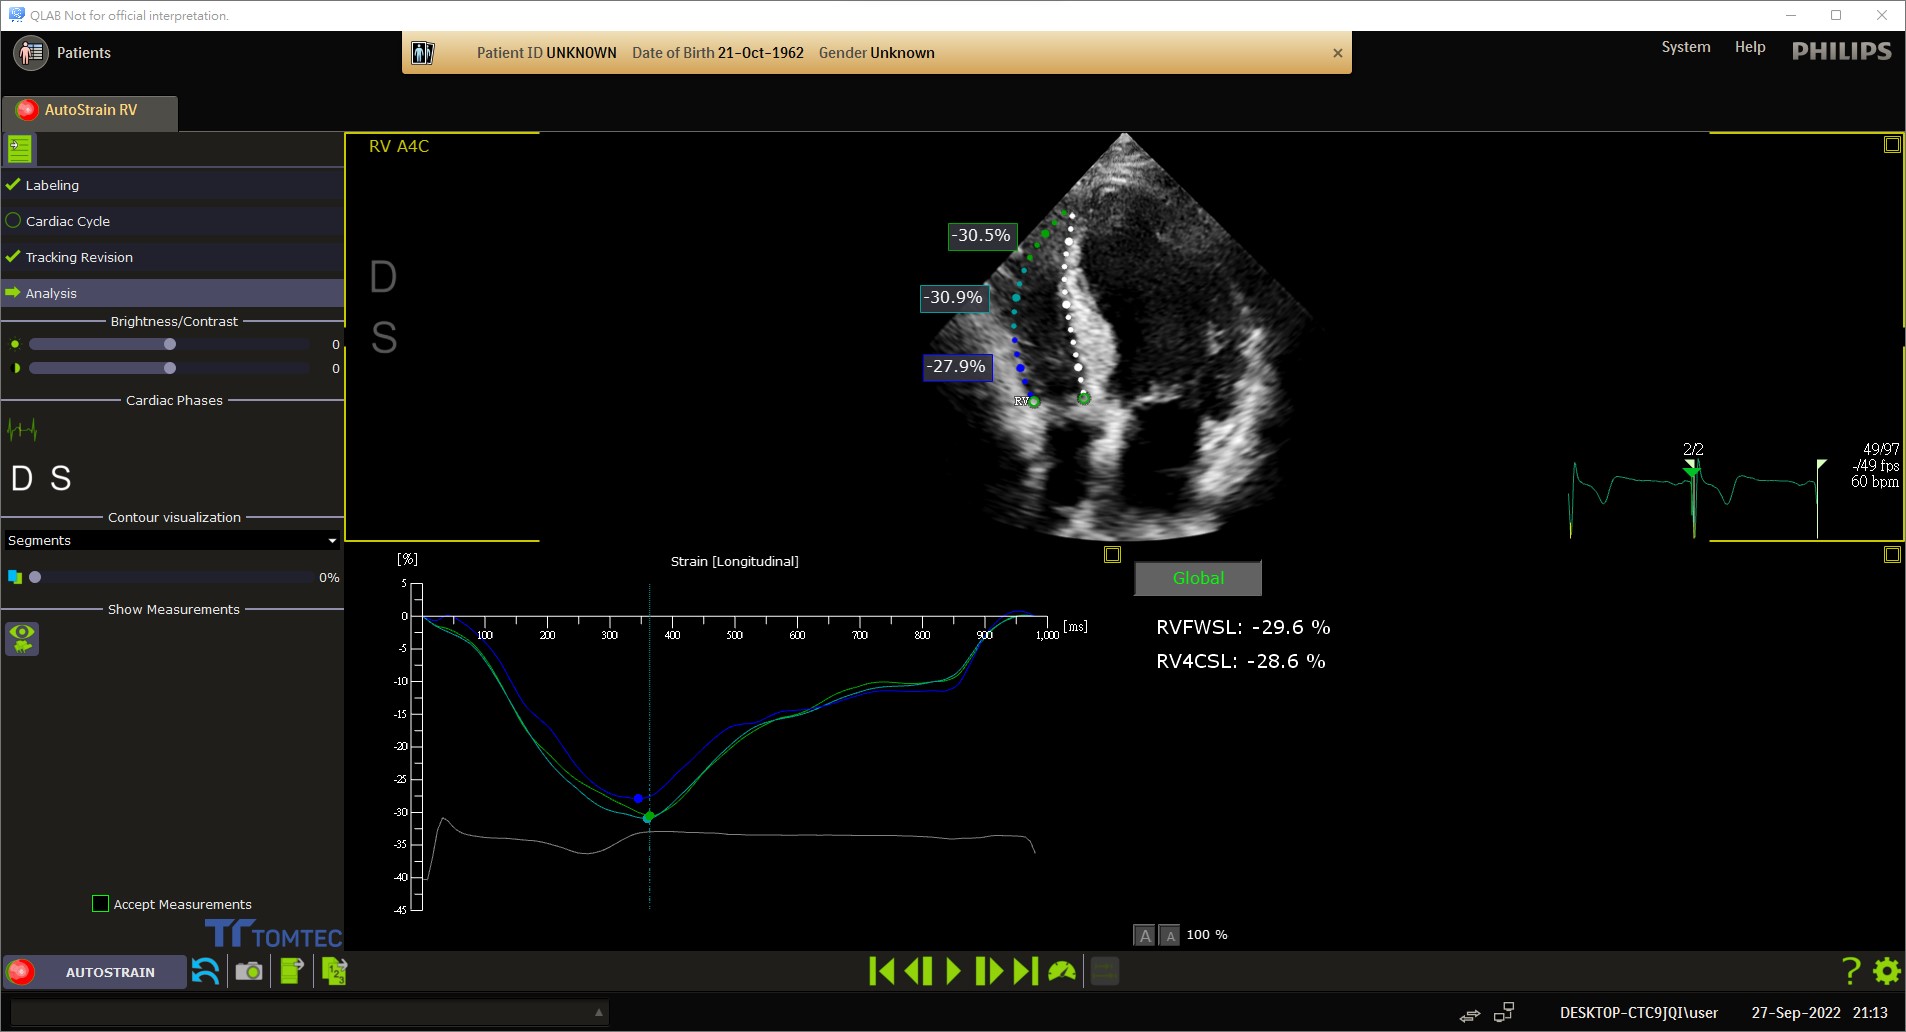 QLAB Not for official interpretation.
Patients
Patient ID UNKNOWN Date of Birth 21-Oct-1962 Gender Unknown
System Help PHILIPS
AutoStrain RV
Labeling
Cardiac Cycle
Tracking Revision
Analysis
Brightness/Contrast
0
0
Cardiac Phases
D S
Contour visualization
Segments
0%
Show Measurements
Accept Measurements
TOMTEC
RV A4C
D
S
-30.5%
-30.9%
-27.9%
RV
2/2
49/97
-/49 fps
60 bpm
[%]
Strain [Longitudinal]
5
0
-5
-10
-15
-20
-25
-30
-35
-40
-45
100 200 300 400 500 600 700 800 900 1,000 [ms]
Global
RVFWSL: -29.6 %
RV4CSL: -28.6 %
A A 100 %
AUTOSTRAIN
1 2 3
?
DESKTOP-CTC9JQI\user 27-Sep-2022 21:13